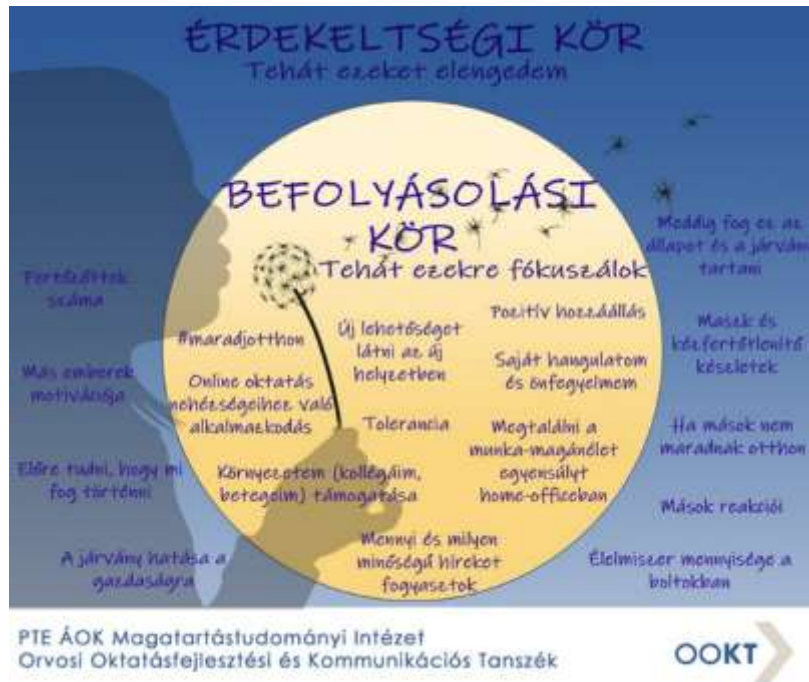 ÉRDEKELTSÉGI KÖR
Tehát ezeket elengedem
BEFOLYÁSOLÁSI
KÖR
Tehát ezekre fókuszálok
Fertőzöttek
száma
Más emberek
motivációja
Előre tudni, hogy mi
fog történni
A járvány hatása a
gazdaságra
#maradjotthon
Online oktatás
nehézségeihez való
alkalmazkodás
Környezetem (kollégáim,
betegeim) támogatása
Új lehetőséget
látni az új
helyzetben
Tolerancia
Mennyi és milyen
minőségű híreket
fogyasztok
Pozitív hozzáállás
Saját hangulatom
és önfegyelmem
Megtalálni a
munka-magánélet
egyensúlyt
home-officeban
Meddig fog ez az
állapot és a járvány
tartani
Maszk és
kézfertőtlenítő
készletek
Ha mások nem
maradnak otthon
Mások reakciói
Élelmiszer mennyisége a
boltokban
PTE ÁOK Magatartástudományi Intézet
Orvosi Oktatásfejlesztési és Kommunikációs Tanszék
OOKT